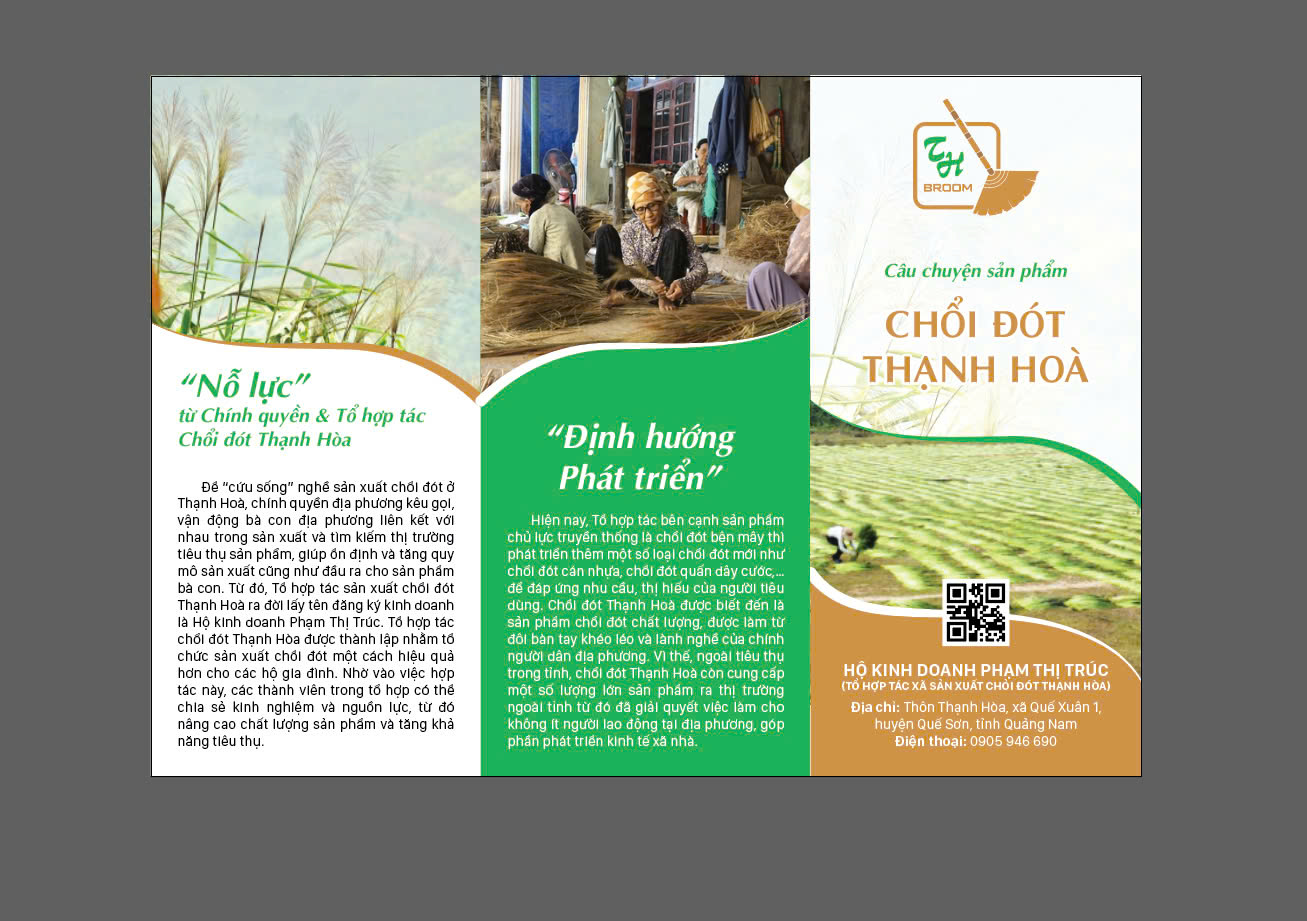 “Nỗ lực”
từ Chính quyền & Tổ hợp tác
Chổi đót Thạnh Hòa
Để “cứu sống” nghề sản xuất chổi đót ở
Thạnh Hoà, chính quyền địa phương kêu gọi,
vận động bà con địa phương liên kết với
nhau trong sản xuất và tìm kiếm thị trường
tiêu thụ sản phẩm, giúp ổn định và tăng quy
mô sản xuất cũng như đầu ra cho sản phẩm
bà con. Từ đó, Tổ hợp tác sản xuất chổi đót
Thạnh Hoà ra đời lấy tên đăng ký kinh doanh
là Hộ kinh doanh Phạm Thị Trúc. Tổ hợp tác
chổi đót Thạnh Hòa được thành lập nhằm tổ
chức sản xuất chổi đót một cách hiệu quả
hơn cho các hộ gia đình. Nhờ vào việc hợp
tác này, các thành viên trong tổ hợp có thể
chia sẻ kinh nghiệm và nguồn lực, từ đó
nâng cao chất lượng sản phẩm và tăng khả
năng tiêu thụ.
“Định hướng
Phát triển”
Hiện nay, Tổ hợp tác bên cạnh sản phẩm
chủ lực truyền thống là chổi đót bện mây thì
phát triển thêm một số loại chổi đót mới như
chổi đót cán nhựa, chổi đót quấn dây cước,...
để đáp ứng nhu cầu, thị hiếu của người tiêu
dùng. Chổi đót Thạnh Hoà được biết đến là
sản phẩm chổi đót chất lượng, được làm từ
đôi bàn tay khéo léo và lành nghề của chính
người dân địa phương. Vì thế, ngoài tiêu thụ
trong tỉnh, chổi đót Thạnh Hoà còn cung cấp
một số lượng lớn sản phẩm ra thị trường
ngoài tỉnh từ đó đã giải quyết việc làm cho
không ít người lao động tại địa phương, góp
phần phát triển kinh tế xã nhà.
TH
BROOM
Câu chuyện sản phẩm
CHỔI ĐÓT
THẠNH HOÀ
HỘ KINH DOANH PHẠM THỊ TRÚC
(TỔ HỢP TÁC XÃ SẢN XUẤT CHỔI ĐÓT THẠNH HÒA)
Địa chỉ: Thôn Thạnh Hòa, xã Quế Xuân 1,
huyện Quế Sơn, tỉnh Quảng Nam
Điện thoại: 0905 946 690